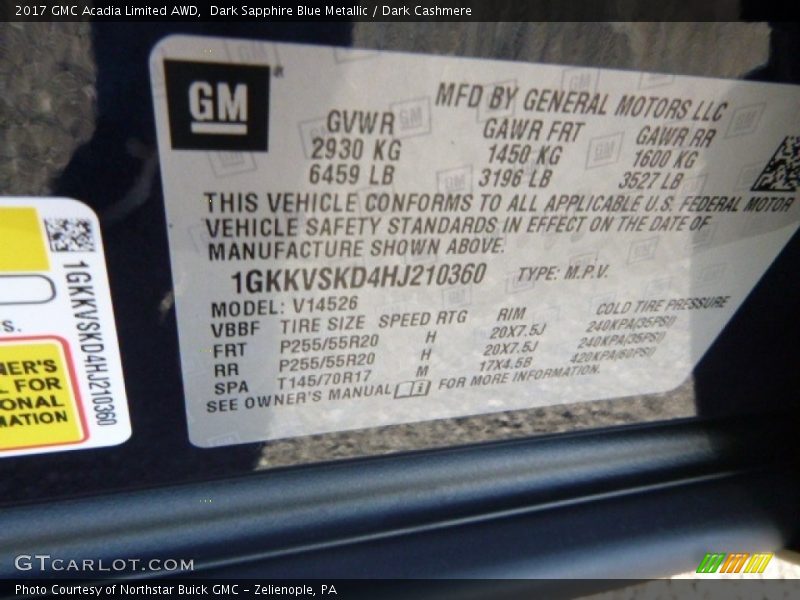 2017 GMC Acadia Limited AWD,  Dark Sapphire Blue Metallic / Dark Cashmere
GM
MFD BY GENERAL MOTORS LLC
GVWR GAWR FRT GAWR RR
2930 KG 1450 KG 1600 KG
6459 LB 3196 LB 3527 LB
THIS VEHICLE CONFORMS TO ALL APPLICABLE U.S. FEDERAL MOTOR
VEHICLE SAFETY STANDARDS IN EFFECT ON THE DATE OF
MANUFACTURE SHOWN ABOVE.
1GKKVSKD4HJ210360 TYPE: M.P.V.
MODEL: V14526
VBBF TIRE SIZE SPEED RTG RIM COLD TIRE PRESSURE
FRT P255/55R20 H 20X7.5J 240KPA(35PSI)
RR P255/55R20 H 20X7.5J 240KPA(35PSI)
SPA T145/70R17 M 17X4.5B 420KPA(60PSI)
SEE OWNER'S MANUAL FOR MORE INFORMATION.
1GKKVSKD4HJ210360
S.
NER'S
L FOR
ONAL
MATION
GTCARLOT.COM
Photo Courtesy of Northstar Buick GMC - Zelienople, PA